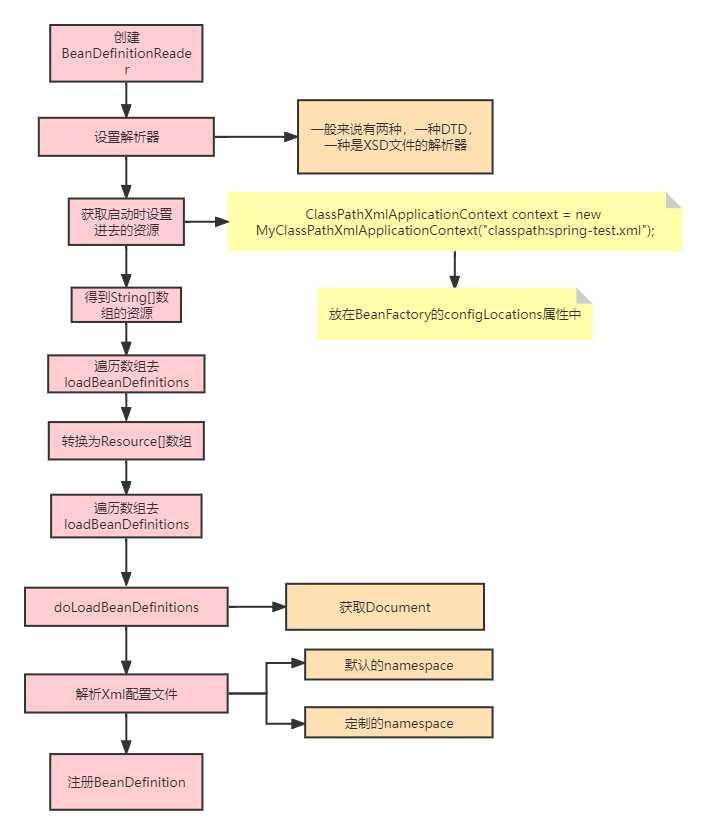 创建
BeanDefinitionReade
r
设置解析器
一般来说有两种，一种DTD，
一种是XSD文件的解析器
获取启动时设置
进去的资源
ClassPathXmlApplicationContext context = new
MyClassPathXmlApplicationContext("classpath:spring-test.xml");
得到String[]数
组的资源
放在BeanFactory的configLocations属性中
遍历数组去
loadBeanDefinitions
转换为Resource[]数组
遍历数组去
loadBeanDefinitions
doLoadBeanDefinitions
获取Document
默认的namespace
解析Xml配置文件
定制的namespace
注册BeanDefinition